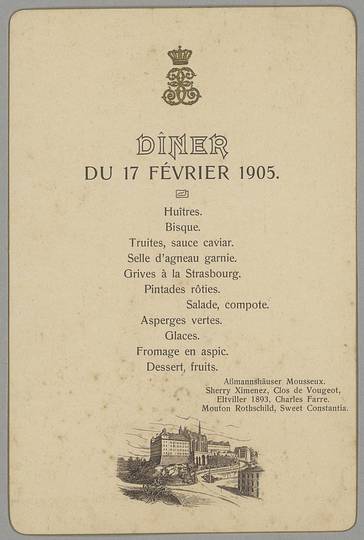 DÎNER
DU 17 FÉVRIER 1905.
Huîtres.
Bisque.
Truites, sauce caviar.
Selle d'agneau garnie.
Grives à la Strasbourg.
Pintades rôties.
Salade, compote.
Asperges vertes.
Glaces.
Fromage en aspic.
Dessert, fruits.
Aßmannshäuser Mousseux.
Sherry Ximenez, Clos de Vougeot,
Eltviller 1893, Charles Farre.
Mouton Rothschild, Sweet Constantia.